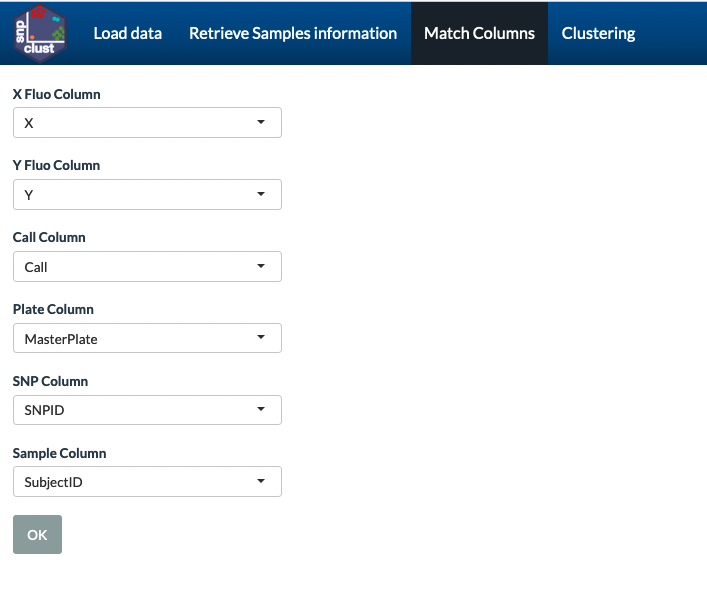 snp
clust
Load data Retrieve Samples information Match Columns Clustering
X Fluo Column
X
Y Fluo Column
Y
Call Column
Call
Plate Column
MasterPlate
SNP Column
SNPID
Sample Column
SubjectID
OK